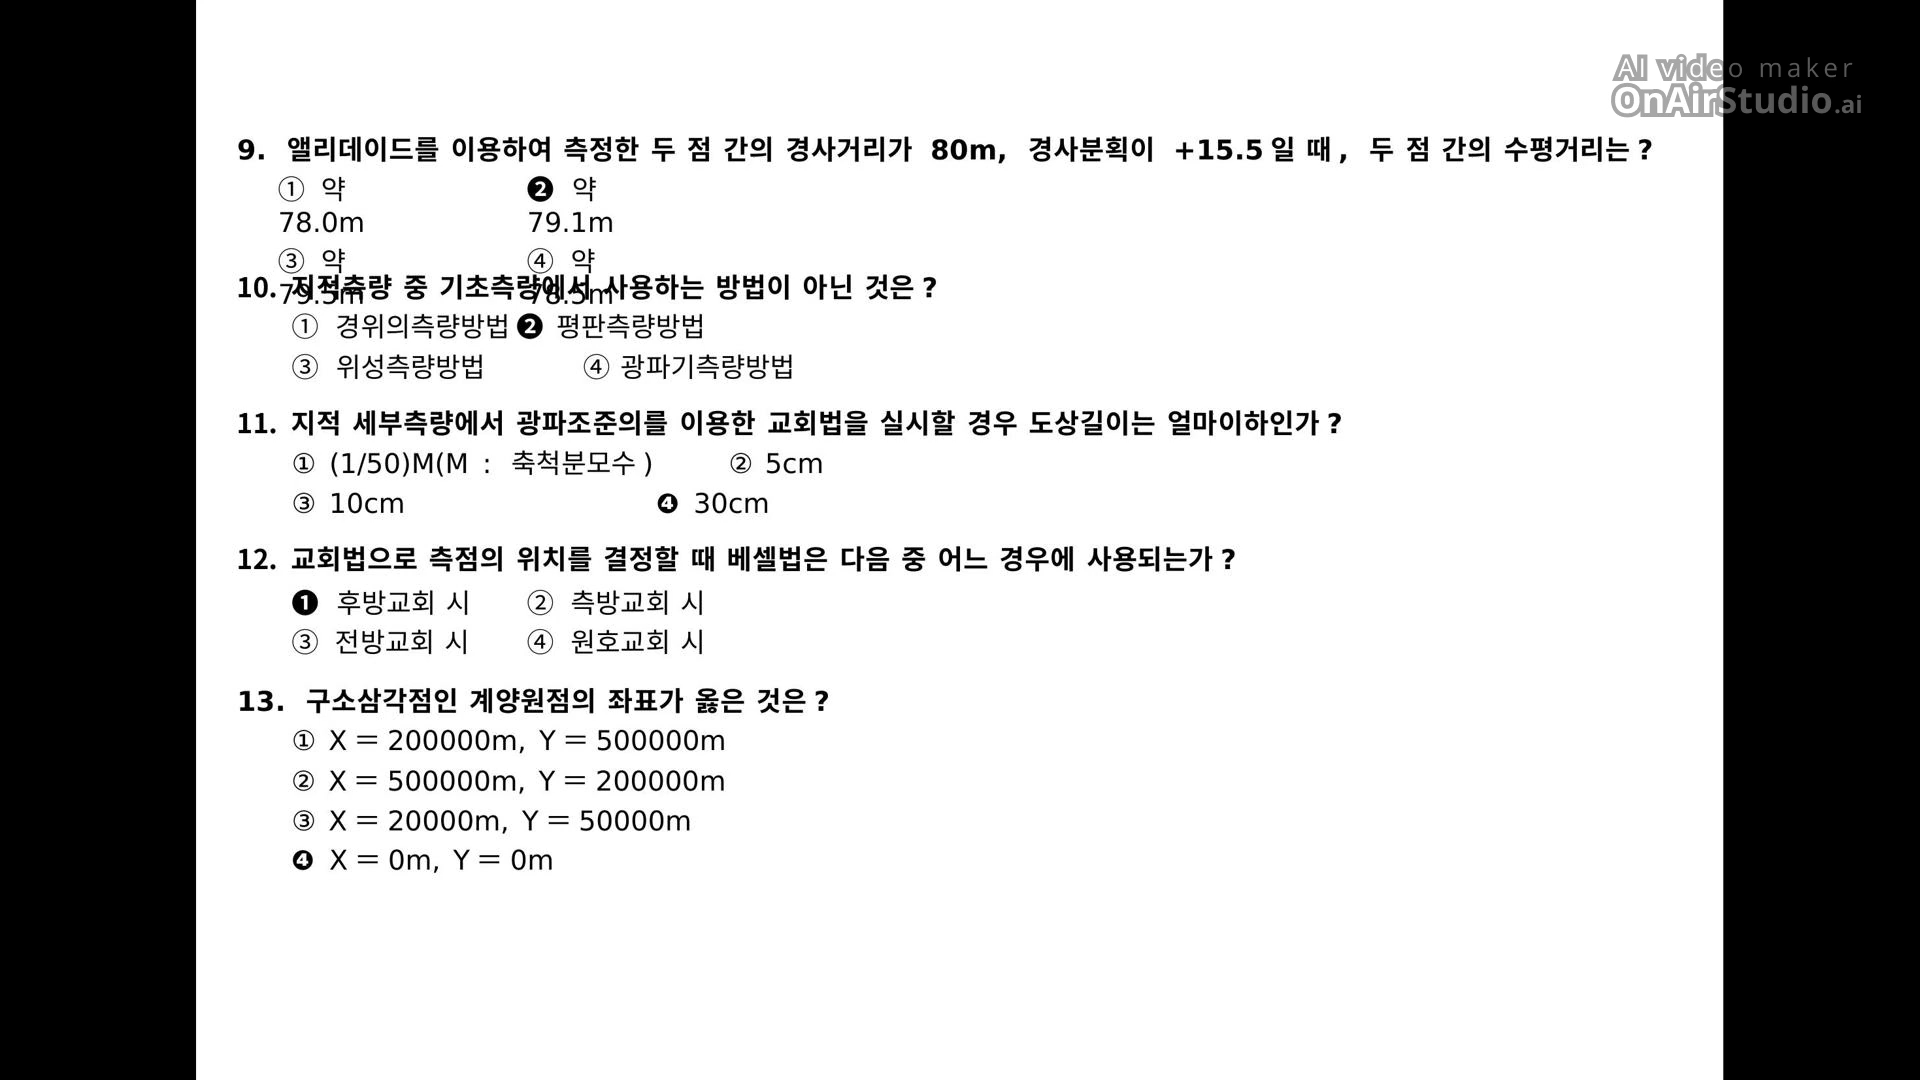 AI video maker
OnAirStudio.ai
9. 앨리데이드를 이용하여 측정한 두 점 간의 경사거리가 80m, 경사분획이 +15.5일 때, 두 점 간의 수평거리는?
① 약 ❷ 약
78.0m 79.1m
③ 약 ④ 약
79.5m 78.5m
10. 지적측량 중 기초측량에서 사용하는 방법이 아닌 것은?
① 경위의측량방법 ❷ 평판측량방법
③ 위성측량방법 ④ 광파기측량방법
11. 지적 세부측량에서 광파조준의를 이용한 교회법을 실시할 경우 도상길이는 얼마이하인가?
① (1/50)M(M : 축척분모수) ② 5cm
③ 10cm ❹ 30cm
12. 교회법으로 측점의 위치를 결정할 때 베셀법은 다음 중 어느 경우에 사용되는가?
❶ 후방교회 시 ② 측방교회 시
③ 전방교회 시 ④ 원호교회 시
13. 구소삼각점인 계양원점의 좌표가 옳은 것은?
① X = 200000m, Y = 500000m
② X = 500000m, Y = 200000m
③ X = 20000m, Y = 50000m
❹ X = 0m, Y = 0m